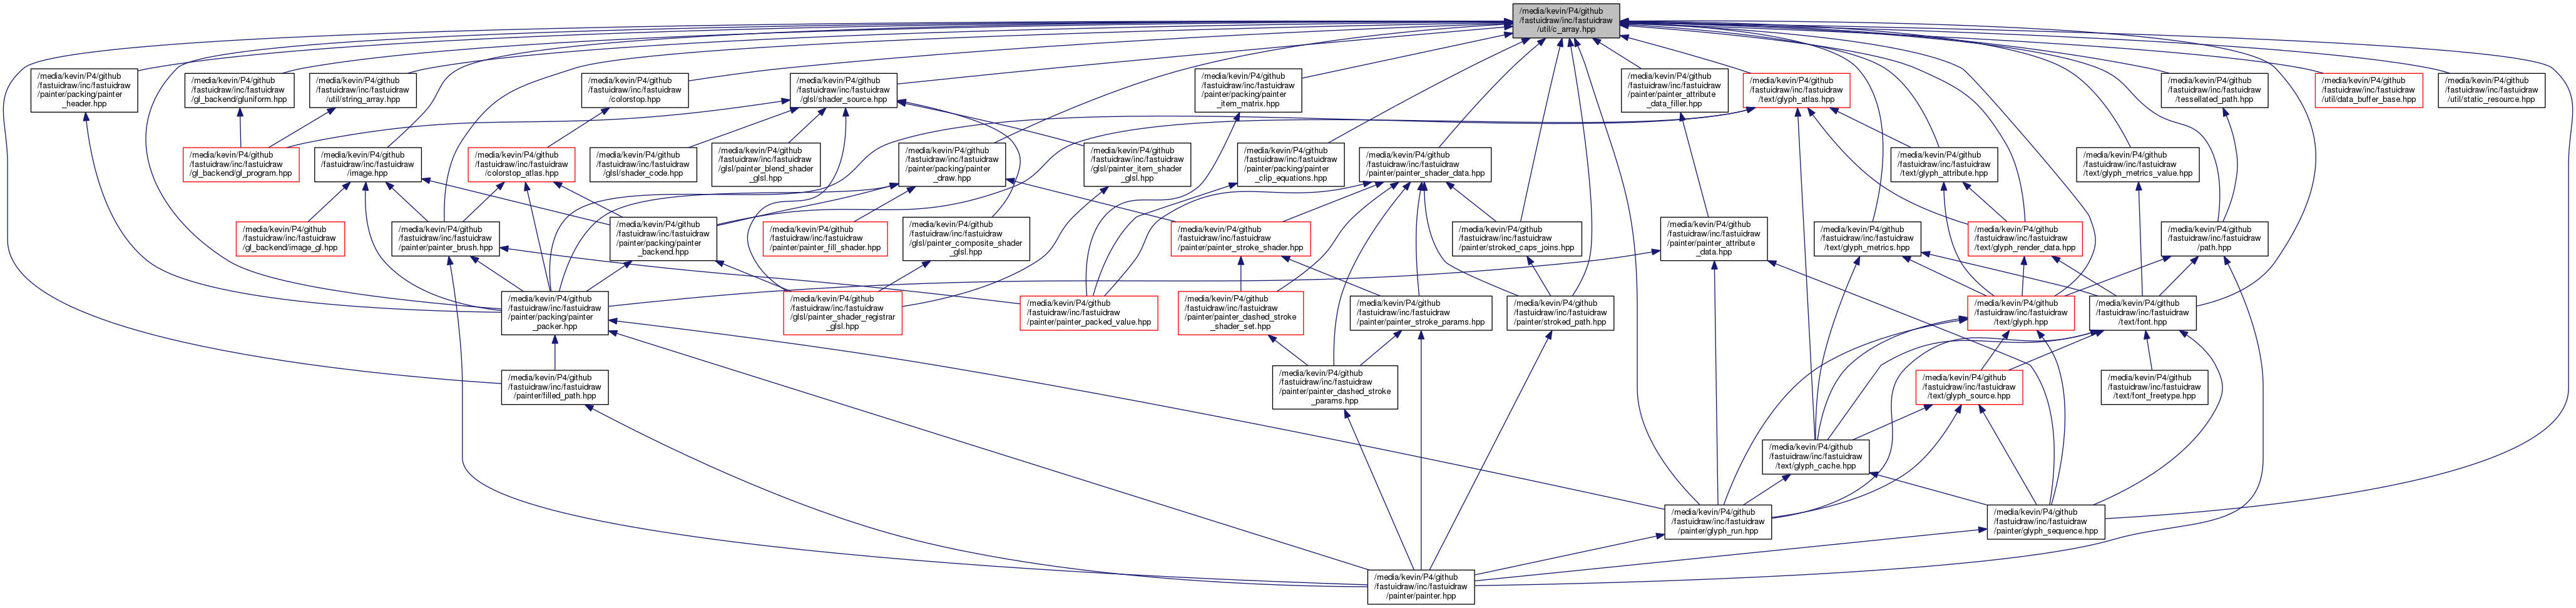 /media/kevin/P4/github
/fastuidraw/inc/fastuidraw
/util/c_array.hpp
/media/kevin/P4/github
/fastuidraw/inc/fastuidraw
/painter/packing/painter
_header.hpp
/media/kevin/P4/github
/fastuidraw/inc/fastuidraw
/gl_backend/gluniform.hpp
/media/kevin/P4/github
/fastuidraw/inc/fastuidraw
/util/string_array.hpp
/media/kevin/P4/github
/fastuidraw/inc/fastuidraw
/colorstop.hpp
/media/kevin/P4/github
/fastuidraw/inc/fastuidraw
/glsl/shader_source.hpp
/media/kevin/P4/github
/fastuidraw/inc/fastuidraw
/painter/packing/painter
_item_matrix.hpp
/media/kevin/P4/github
/fastuidraw/inc/fastuidraw
/painter/painter_attribute
_data_filler.hpp
/media/kevin/P4/github
/fastuidraw/inc/fastuidraw
/text/glyph_atlas.hpp
/media/kevin/P4/github
/fastuidraw/inc/fastuidraw
/tessellated_path.hpp
/media/kevin/P4/github
/fastuidraw/inc/fastuidraw
/util/data_buffer_base.hpp
/media/kevin/P4/github
/fastuidraw/inc/fastuidraw
/util/static_resource.hpp
/media/kevin/P4/github
/fastuidraw/inc/fastuidraw
/gl_backend/gl_program.hpp
/media/kevin/P4/github
/fastuidraw/inc/fastuidraw
/image.hpp
/media/kevin/P4/github
/fastuidraw/inc/fastuidraw
/colorstop_atlas.hpp
/media/kevin/P4/github
/fastuidraw/inc/fastuidraw
/glsl/shader_code.hpp
/media/kevin/P4/github
/fastuidraw/inc/fastuidraw
/glsl/painter_blend_shader
_glsl.hpp
/media/kevin/P4/github
/fastuidraw/inc/fastuidraw
/painter/packing/painter
_draw.hpp
/media/kevin/P4/github
/fastuidraw/inc/fastuidraw
/glsl/painter_item_shader
_glsl.hpp
/media/kevin/P4/github
/fastuidraw/inc/fastuidraw
/painter/packing/painter
_clip_equations.hpp
/media/kevin/P4/github
/fastuidraw/inc/fastuidraw
/painter/painter_shader_data.hpp
/media/kevin/P4/github
/fastuidraw/inc/fastuidraw
/text/glyph_attribute.hpp
/media/kevin/P4/github
/fastuidraw/inc/fastuidraw
/text/glyph_metrics_value.hpp
/media/kevin/P4/github
/fastuidraw/inc/fastuidraw
/gl_backend/image_gl.hpp
/media/kevin/P4/github
/fastuidraw/inc/fastuidraw
/painter/painter_brush.hpp
/media/kevin/P4/github
/fastuidraw/inc/fastuidraw
/painter/packing/painter
_backend.hpp
/media/kevin/P4/github
/fastuidraw/inc/fastuidraw
/painter/painter_fill_shader.hpp
/media/kevin/P4/github
/fastuidraw/inc/fastuidraw
/glsl/painter_composite_shader
_glsl.hpp
/media/kevin/P4/github
/fastuidraw/inc/fastuidraw
/painter/painter_stroke_shader.hpp
/media/kevin/P4/github
/fastuidraw/inc/fastuidraw
/painter/stroked_caps_joins.hpp
/media/kevin/P4/github
/fastuidraw/inc/fastuidraw
/painter/painter_attribute
_data.hpp
/media/kevin/P4/github
/fastuidraw/inc/fastuidraw
/text/glyph_metrics.hpp
/media/kevin/P4/github
/fastuidraw/inc/fastuidraw
/text/glyph_render_data.hpp
/media/kevin/P4/github
/fastuidraw/inc/fastuidraw
/path.hpp
/media/kevin/P4/github
/fastuidraw/inc/fastuidraw
/painter/packing/painter
_packer.hpp
/media/kevin/P4/github
/fastuidraw/inc/fastuidraw
/glsl/painter_shader_registrar
_glsl.hpp
/media/kevin/P4/github
/fastuidraw/inc/fastuidraw
/painter/painter_packed_value.hpp
/media/kevin/P4/github
/fastuidraw/inc/fastuidraw
/painter/painter_dashed_stroke
_shader_set.hpp
/media/kevin/P4/github
/fastuidraw/inc/fastuidraw
/painter/painter_stroke_params.hpp
/media/kevin/P4/github
/fastuidraw/inc/fastuidraw
/painter/stroked_path.hpp
/media/kevin/P4/github
/fastuidraw/inc/fastuidraw
/text/glyph.hpp
/media/kevin/P4/github
/fastuidraw/inc/fastuidraw
/text/font.hpp
/media/kevin/P4/github
/fastuidraw/inc/fastuidraw
/painter/filled_path.hpp
/media/kevin/P4/github
/fastuidraw/inc/fastuidraw
/painter/painter_dashed_stroke
_params.hpp
/media/kevin/P4/github
/fastuidraw/inc/fastuidraw
/text/glyph_source.hpp
/media/kevin/P4/github
/fastuidraw/inc/fastuidraw
/text/font_freetype.hpp
/media/kevin/P4/github
/fastuidraw/inc/fastuidraw
/text/glyph_cache.hpp
/media/kevin/P4/github
/fastuidraw/inc/fastuidraw
/painter/glyph_run.hpp
/media/kevin/P4/github
/fastuidraw/inc/fastuidraw
/painter/glyph_sequence.hpp
/media/kevin/P4/github
/fastuidraw/inc/fastuidraw
/painter/painter.hpp